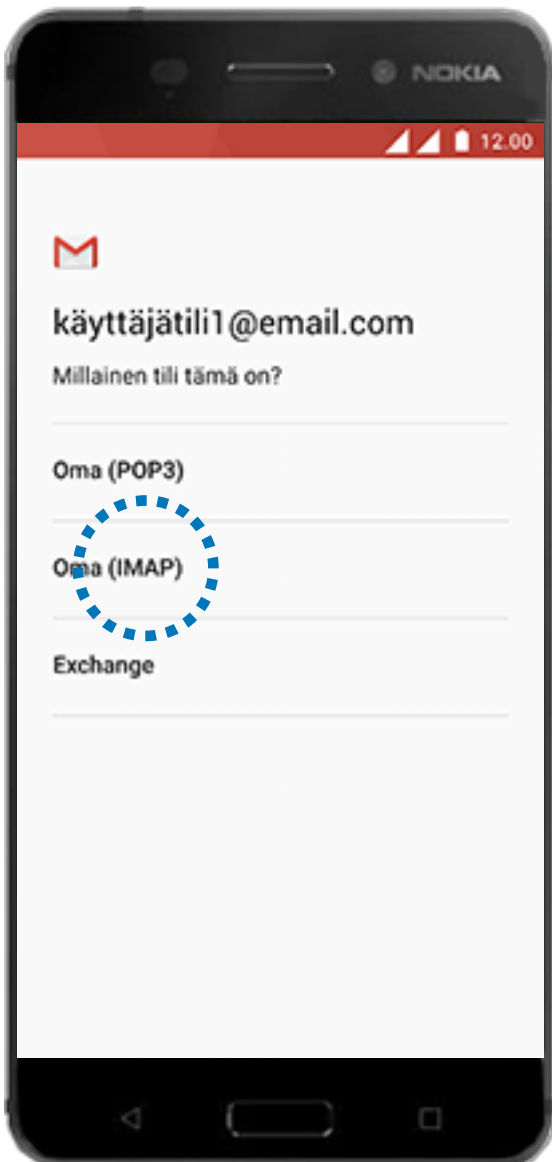 NOKIA
12.00
käyttäjätili1@email.com
Millainen tili tämä on?
Oma (POP3)
Oma (IMAP)
Exchange